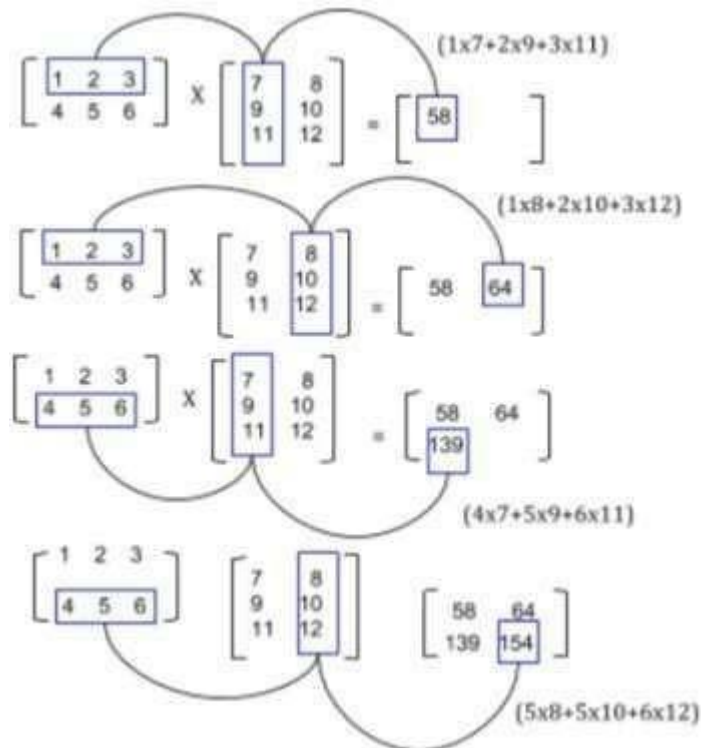 (1x7+2x9+3x11)
1 2 3 7 8
4 5 6 X 9 10 = 58
11 12
(1x8+2x10+3x12)
1 2 3 7 8
4 5 6 X 9 10 = 58 64
11 12
1 2 3 7 8
4 5 6 X 9 10 = 58 64
11 12 139
(4x7+5x9+6x11)
1 2 3 7 8
4 5 6 9 10 58 64
11 12 139 154
(5x8+5x10+6x12)